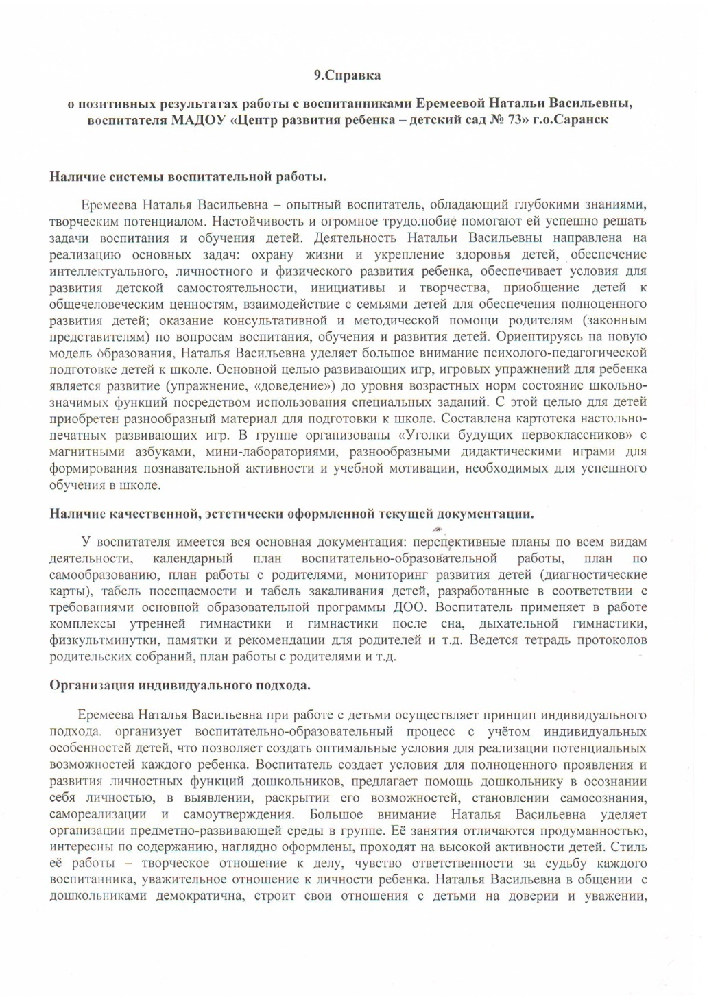 9.Справка
о позитивных результатах работы с воспитанниками Еремеевой Натальи Васильевны,
воспитателя МАДОУ «Центр развития ребенка – детский сад № 73» г.о.Саранск
Наличие системы воспитательной работы.
Еремеева Наталья Васильевна – опытный воспитатель, обладающий глубокими знаниями,
творческим потенциалом. Настойчивость и огромное трудолюбие помогают ей успешно решать
задачи воспитания и обучения детей. Деятельность Натальи Васильевны направлена на
реализацию основных задач: охрану жизни и укрепление здоровья детей, обеспечение
интеллектуального, личностного и физического развития ребенка, обеспечивает условия для
развития детской самостоятельности, инициативы и творчества, приобщение детей к
общечеловеческим ценностям, взаимодействие с семьями детей для обеспечения полноценного
развития детей; оказание консультативной и методической помощи родителям (законным
представителям) по вопросам воспитания, обучения и развития детей. Ориентируясь на новую
модель образования, Наталья Васильевна уделяет большое внимание психолого-педагогической
подготовке детей к школе. Основной целью развивающих игр, игровых упражнений для ребенка
является развитие (упражнение, «доведение») до уровня возрастных норм состояние школьно-
значимых функций посредством использования специальных заданий. С этой целью для детей
приобретен разнообразный материал для подготовки к школе. Составлена картотека настольно-
печатных развивающих игр. В группе организованы «Уголки будущих первоклассников» с
магнитными азбуками, мини-лабораториями, разнообразными дидактическими играми для
формирования познавательной активности и учебной мотивации, необходимых для успешного
обучения в школе.
Наличие качественной, эстетически оформленной текущей документации.
У воспитателя имеется вся основная документация: перспективные планы по всем видам
деятельности, календарный план воспитательно-образовательной работы, план по
самообразованию, план работы с родителями, мониторинг развития детей (диагностические
карты), табель посещаемости и табель закаливания детей, разработанные в соответствии с
требованиями основной образовательной программы ДОО. Воспитатель применяет в работе
комплексы утренней гимнастики и гимнастики после сна, дыхательной гимнастики,
физкультминутки, памятки и рекомендации для родителей и т.д. Ведется тетрадь протоколов
родительских собраний, план работы с родителями и т.д.
Организация индивидуального подхода.
Еремеева Наталья Васильевна при работе с детьми осуществляет принцип индивидуального
подхода, организует воспитательно-образовательный процесс с учётом индивидуальных
особенностей детей, что позволяет создать оптимальные условия для реализации потенциальных
возможностей каждого ребенка. Воспитатель создает условия для полноценного проявления и
развития личностных функций дошкольников, предлагает помощь дошкольнику в осознании
себя личностью, в выявлении, раскрытии его возможностей, становлении самосознания,
самореализации и самоутверждения. Большое внимание Наталья Васильевна уделяет
организации предметно-развивающей среды в группе. Её занятия отличаются продуманностью,
интересны по содержанию, наглядно оформлены, проходят на высокой активности детей. Стиль
её работы – творческое отношение к делу, чувство ответственности за судьбу каждого
воспитанника, уважительное отношение к личности ребенка. Наталья Васильевна в общении с
дошкольниками демократична, строит свои отношения с детьми на доверии и уважении,